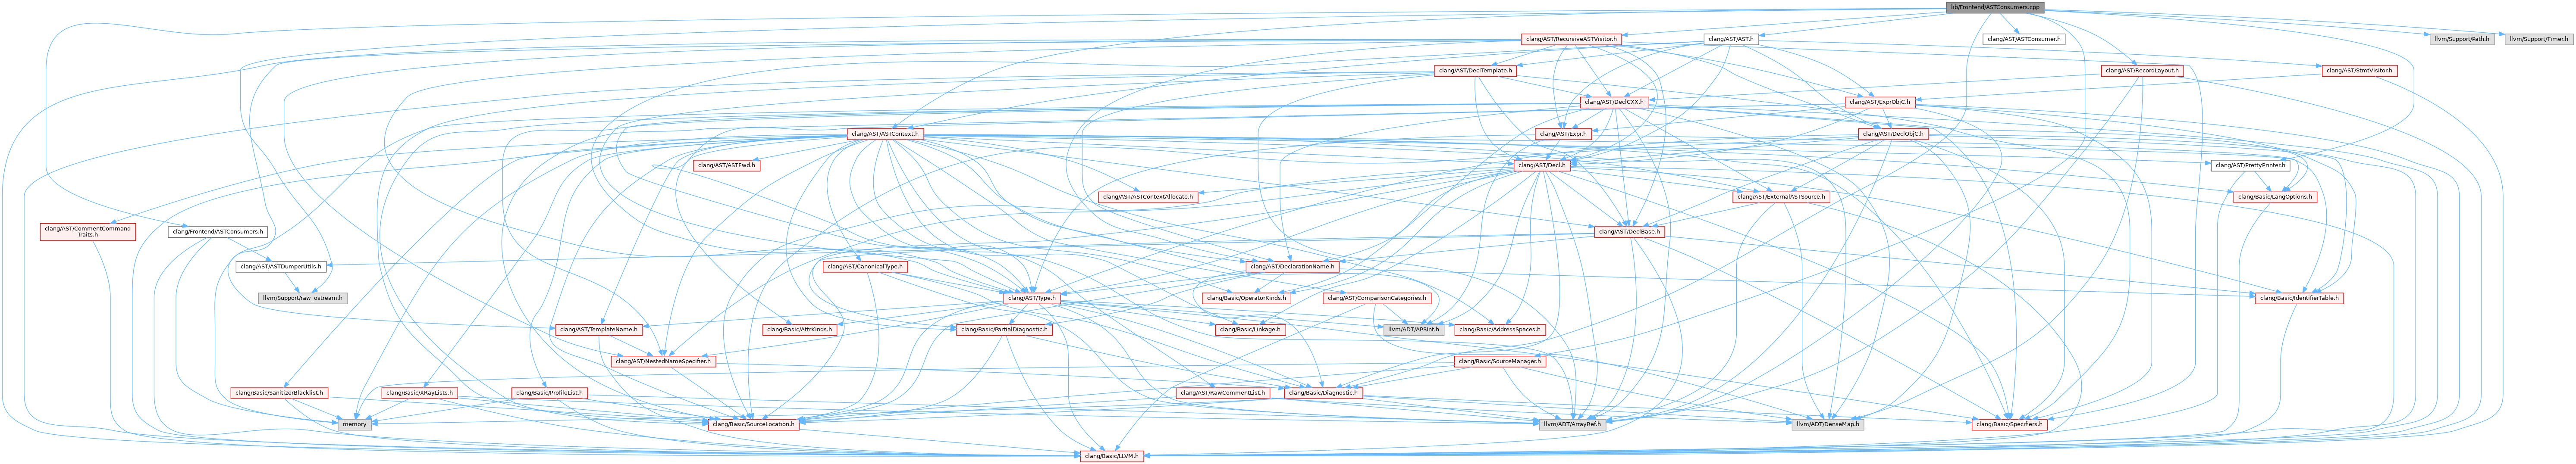 lib/Frontend/ASTConsumers.cpp
clang/AST/RecursiveASTVisitor.h
clang/AST/AST.h
clang/AST/ASTConsumer.h
llvm/Support/Path.h
llvm/Support/Timer.h
clang/AST/DeclTemplate.h
clang/AST/RecordLayout.h
clang/AST/StmtVisitor.h
clang/AST/DeclCXX.h
clang/AST/ExprObjC.h
clang/AST/ASTContext.h
clang/AST/Expr.h
clang/AST/DeclObjC.h
clang/AST/ASTFwd.h
clang/AST/Decl.h
clang/AST/PrettyPrinter.h
clang/AST/ASTContextAllocate.h
clang/AST/ExternalASTSource.h
clang/Basic/LangOptions.h
clang/AST/CommentCommand
Traits.h
clang/Frontend/ASTConsumers.h
clang/AST/DeclBase.h
clang/AST/ASTDumperUtils.h
clang/AST/CanonicalType.h
clang/AST/DeclarationName.h
llvm/Support/raw_ostream.h
clang/AST/Type.h
clang/Basic/OperatorKinds.h
clang/AST/ComparisonCategories.h
clang/Basic/IdentifierTable.h
clang/AST/TemplateName.h
clang/Basic/AttrKinds.h
clang/Basic/PartialDiagnostic.h
clang/Basic/Linkage.h
llvm/ADT/APSInt.h
clang/Basic/AddressSpaces.h
clang/AST/NestedNameSpecifier.h
clang/Basic/SourceManager.h
clang/Basic/SanitizerBlacklist.h
clang/Basic/XRayLists.h
clang/Basic/ProfileList.h
clang/AST/RawCommentList.h
clang/Basic/Diagnostic.h
memory
clang/Basic/SourceLocation.h
llvm/ADT/ArrayRef.h
llvm/ADT/DenseMap.h
clang/Basic/Specifiers.h
clang/Basic/LLVM.h